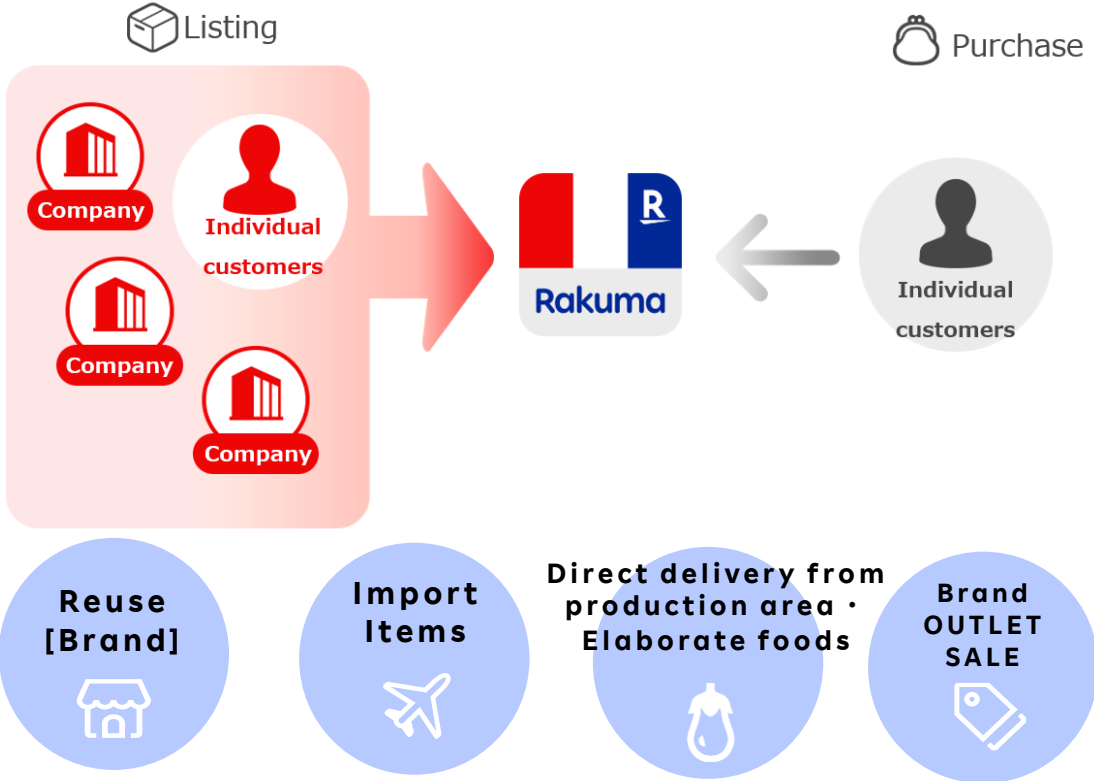 Listing
Purchase
Company
Individual
customers
Company
Company
R
Rakuma
Individual
customers
Reuse
[Brand]
Import
Items
Direct delivery from
production area・
Elaborate foods
Brand
OUTLET
SALE